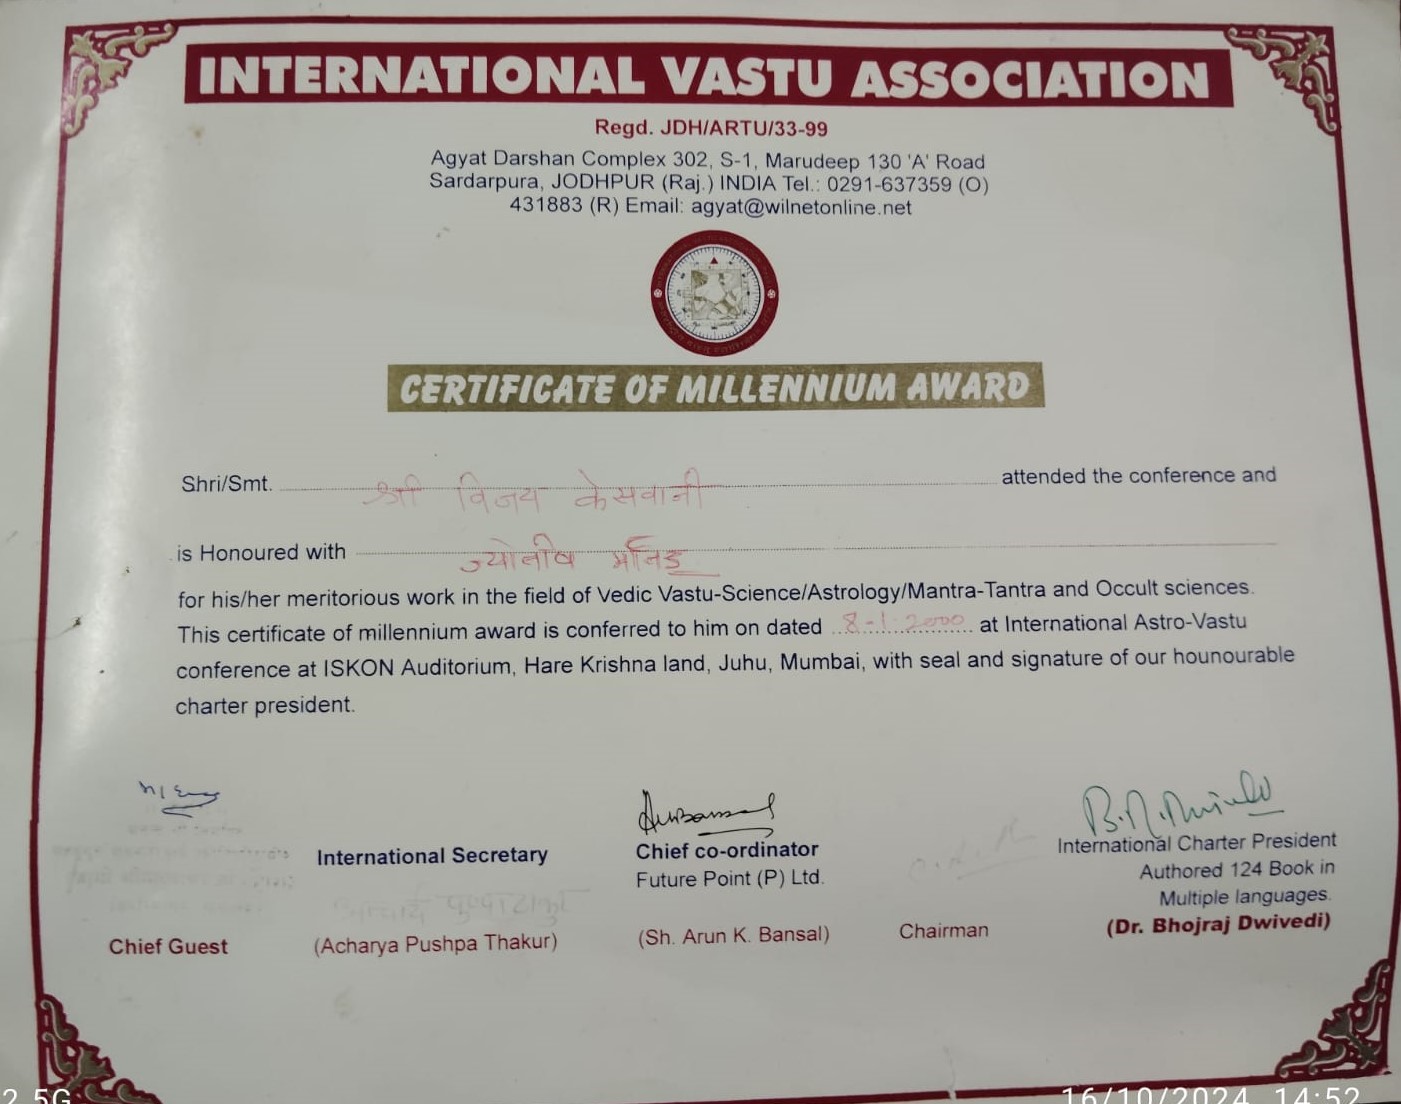 INTERNATIONAL VASTU ASSOCIATION
Regd. JDH/ARTU/33-99
Agyat Darshan Complex 302, S-1, Marudeep 130 'A' Road
Sardarpura, JODHPUR (Raj.) INDIA Tel.: 0291-637359 (O)
431883 (R) Email: agyat@wilnetonline.net
CERTIFICATE OF MILLENNIUM AWARD
Shri/Smt. श्री विजय केसवानी attended the conference and
is Honoured with ज्योतीष
for his/her meritorious work in the field of Vedic Vastu-Science/Astrology/Mantra-Tantra and Occult sciences.
This certificate of millennium award is conferred to him on dated 8-1-2000 at International Astro-Vastu
conference at ISKON Auditorium, Hare Krishna land, Juhu, Mumbai, with seal and signature of our hounourable
charter president.
International Secretary
(Acharya Pushpa Thakur)
Chief Guest
Chief co-ordinator
Future Point (P) Ltd.
(Sh. Arun K. Bansal)
Chairman
International Charter President
Authored 124 Book in
Multiple languages.
(Dr. Bhojraj Dwivedi)
2 5G
16/10/2024 14:52